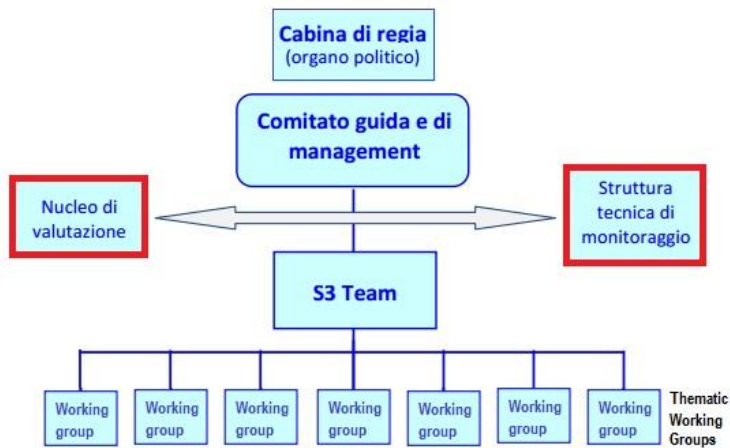 Cabina di regia
(organo politico)
Comitato guida e di
management
Nucleo di
valutazione
Struttura
tecnica di
monitoraggio
S3 Team
Working
group
Working
group
Working
group
Working
group
Working
group
Working
group
Working
group
Thematic
Working
Groups